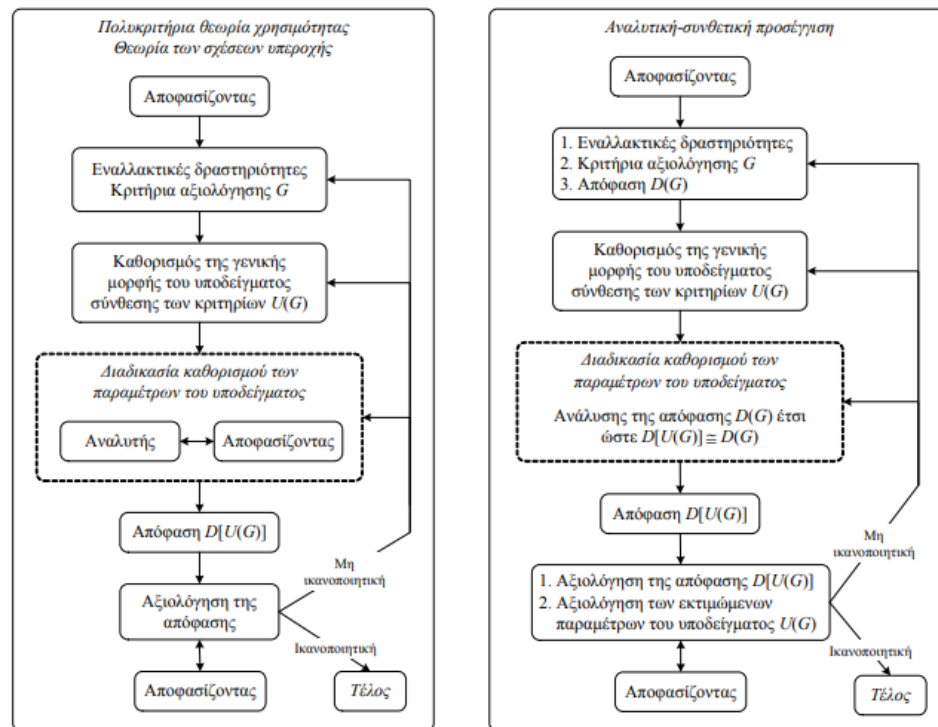 Πολυκριτήρια θεωρία χρησιμότητας
Θεωρία των σχέσεων υπεροχής
Αποφασίζοντας
Εναλλακτικές δραστηριότητες
Κριτήρια αξιολόγησης G
Καθορισμός της γενικής
μορφής του υποδείγματος
σύνθεσης των κριτηρίων U(G)
Διαδικασία καθορισμού των
παραμέτρων του υποδείγματος
Αναλυτής
Αποφασίζοντας
Απόφαση D[U(G)]
Μη
ικανοποιητική
Αξιολόγηση της
απόφασης
Ικανοποιητική
Αποφασίζοντας
Τέλος
Αναλυτική-συνθετική προσέγγιση
Αποφασίζοντας
1. Εναλλακτικές δραστηριότητες
2. Κριτήρια αξιολόγησης G
3. Απόφαση D(G)
Καθορισμός της γενικής
μορφής του υποδείγματος
σύνθεσης των κριτηρίων U(G)
Διαδικασία καθορισμού των
παραμέτρων του υποδείγματος
Ανάλυσης της απόφασης D(G) έτσι
ώστε D[U(G)] ≅ D(G)
Απόφαση D[U(G)]
Μη
ικανοποιητική
1. Αξιολόγηση της απόφασης D[U(G)]
2. Αξιολόγηση των εκτιμώμενων
παραμέτρων του υποδείγματος U(G)
Ικανοποιητική
Αποφασίζοντας
Τέλος